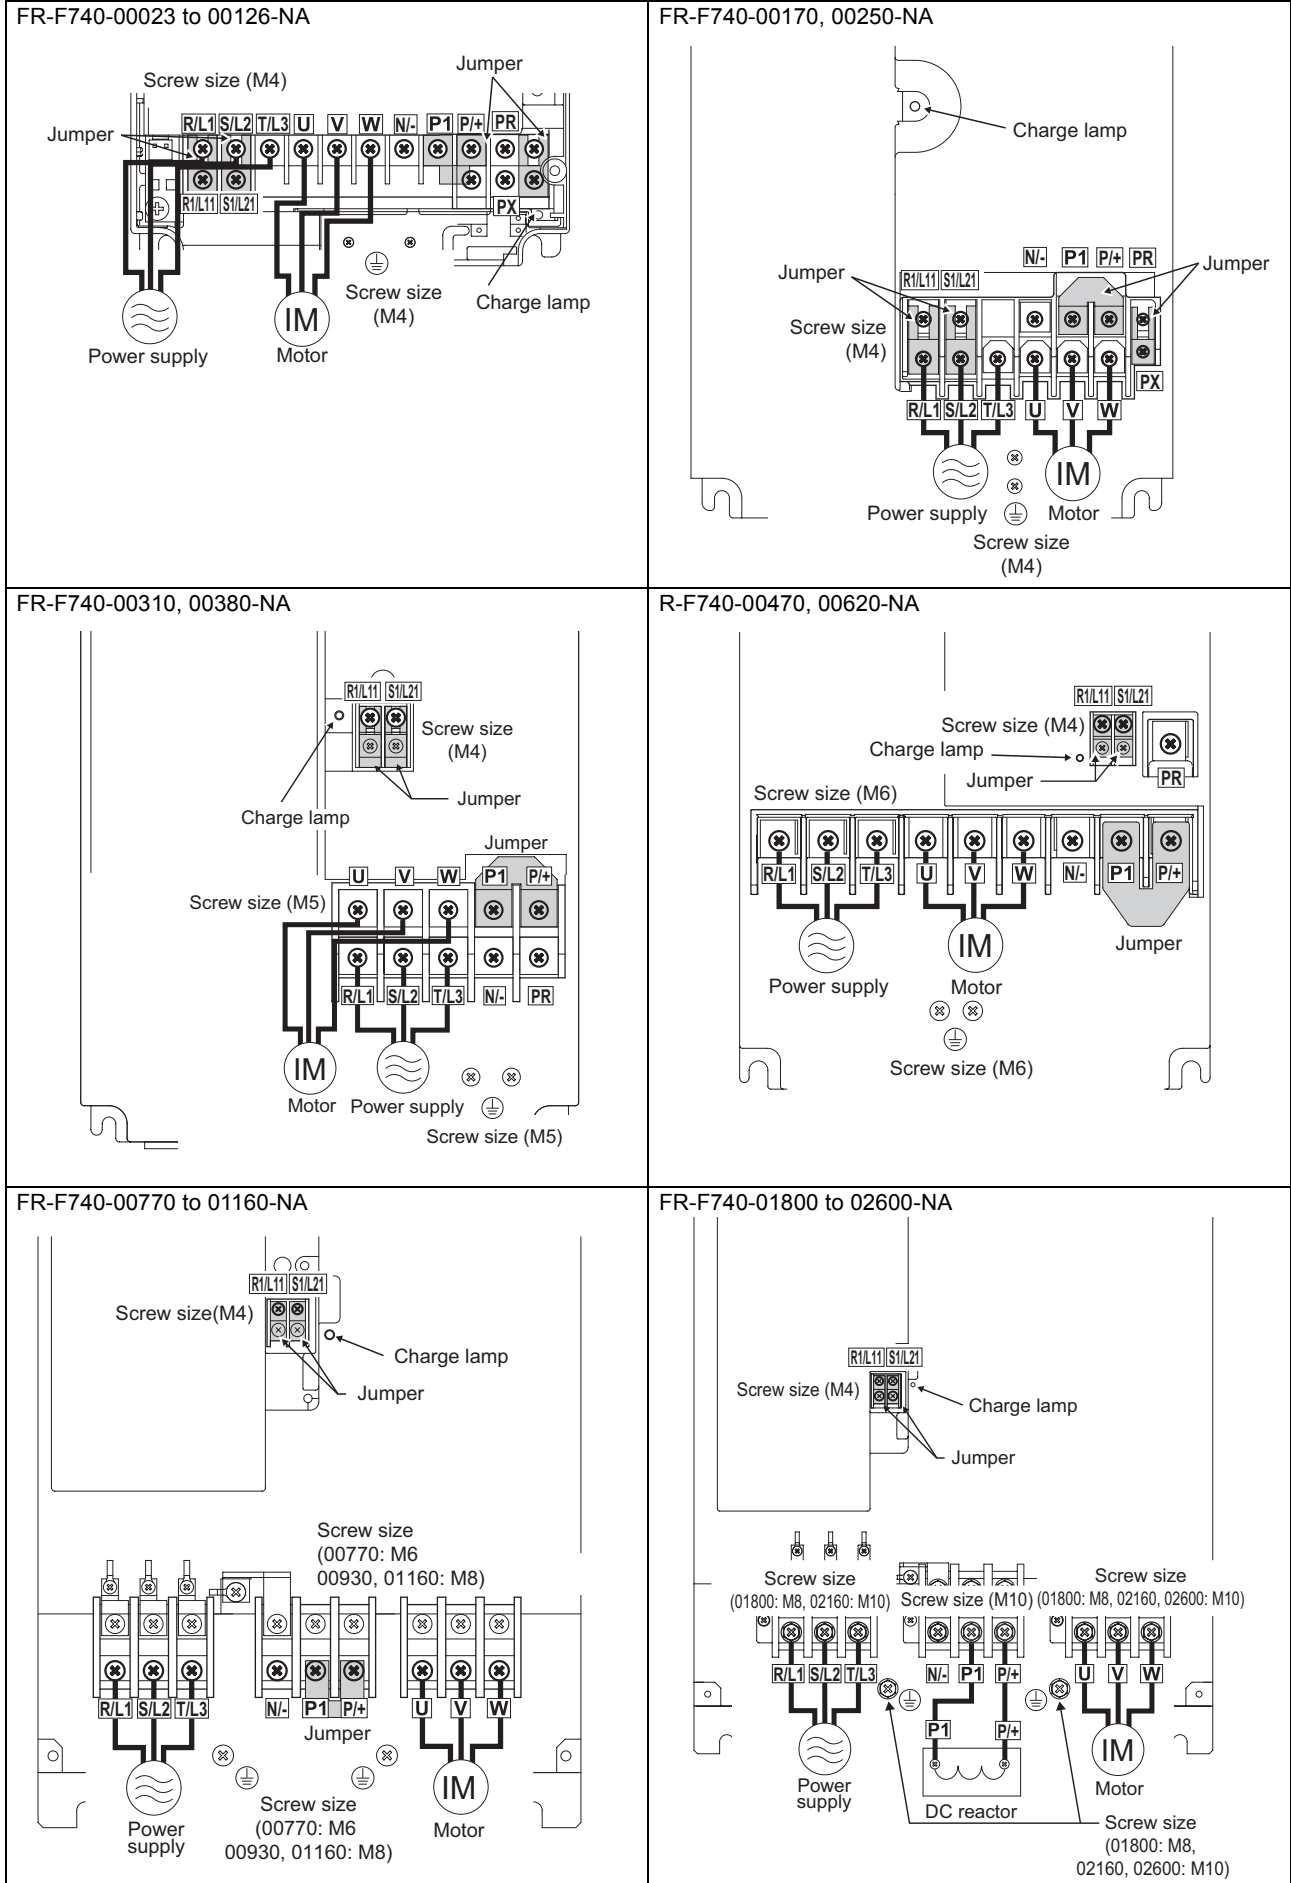 FR-F740-00023 to 00126-NA
Jumper
Screw size (M4)
R/L1 S/L2 T/L3 U V W N/- P1 P/+ PR
Jumper
R1/L11 S1/L21
PX
Screw size
(M4)
Charge lamp
IM
Power supply
Motor
FR-F740-00170, 00250-NA
Charge lamp
N/- P1 P/+ PR
Jumper
Jumper
R1/L11 S1/L21
Screw size
(M4)
PX
R/L1 S/L2 T/L3 U V W
IM
Power supply
Motor
Screw size
(M4)
FR-F740-00310, 00380-NA
R1/L11 S1/L21
Screw size
(M4)
Jumper
Charge lamp
Jumper
U V W P1 P/+
Screw size (M5)
R/L1 S/L2 T/L3 N/- PR
IM
Motor
Power supply
Screw size (M5)
R-F740-00470, 00620-NA
R1/L11 S1/L21
Screw size (M4)
Charge lamp
Jumper
PR
Screw size (M6)
R/L1 S/L2 T/L3 U V W N/- P1 P/+
IM
Jumper
Power supply
Motor
Screw size (M6)
FR-F740-00770 to 01160-NA
R1/L11 S1/L21
Screw size(M4)
Charge lamp
Jumper
Screw size
(00770: M6
00930, 01160: M8)
R/L1 S/L2 T/L3 N/- P1 P/+ U V W
Jumper
IM
Power
supply
Screw size
(00770: M6
00930, 01160: M8)
Motor
FR-F740-01800 to 02600-NA
R1/L11 S1/L21
Screw size (M4)
Charge lamp
Jumper
Screw size
(01800: M8, 02160: M10)
Screw size (M10)
Screw size
(01800: M8, 02160, 02600: M10)
R/L1 S/L2 T/L3 N/- P1 P/+ U V W
P1 P/+
IM
Power
supply
DC reactor
Motor
Screw size
(01800: M8,
02160, 02600: M10)